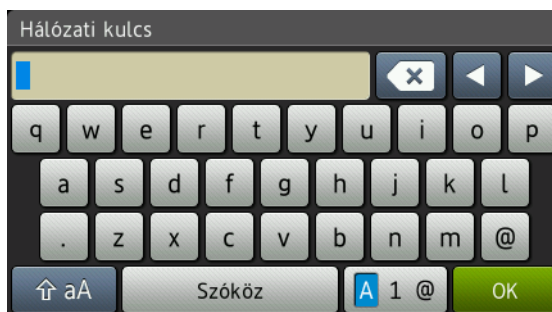 Hálózati kulcs
q w e r t y u i o p
a s d f g h j k l
. z x c v b n m @
aA Szóköz A 1 @ OK